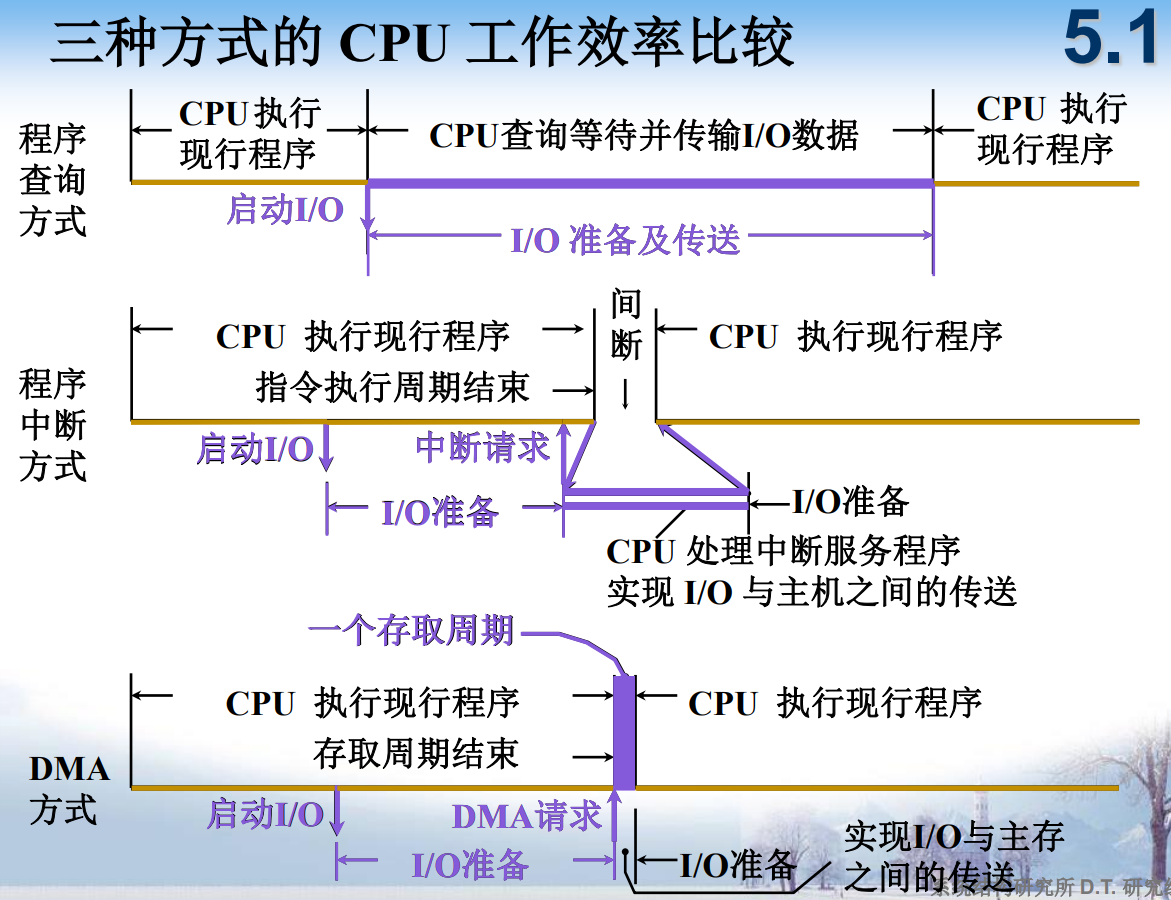 三种方式的 CPU 工作效率比较
5.1
程序
查询
方式
CPU 执行
现行程序
CPU查询等待并传输I/O数据
CPU 执行
现行程序
启动I/O
I/O 准备及传送
程序
中断
方式
CPU 执行现行程序
指令执行周期结束
间
断
CPU 执行现行程序
启动I/O
中断请求
I/O准备
I/O准备
CPU 处理中断服务程序
实现 I/O 与主机之间的传送
一个存取周期
DMA
方式
CPU 执行现行程序
存取周期结束
CPU 执行现行程序
启动I/O
DMA请求
I/O准备
I/O准备
实现I/O与主存
之间的传送
系统结构研究所 D.T. 研究